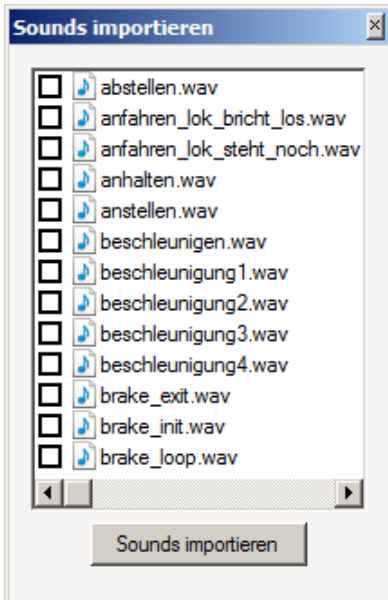 Sounds importieren
abstellen.wav
anfahren_lok_bricht_los.wav
anfahren_lok_steht_noch.wav
anhalten.wav
anstellen.wav
beschleunigen.wav
beschleunigung1.wav
beschleunigung2.wav
beschleunigung3.wav
beschleunigung4.wav
brake_exit.wav
brake_init.wav
brake_loop.wav
Sounds importieren